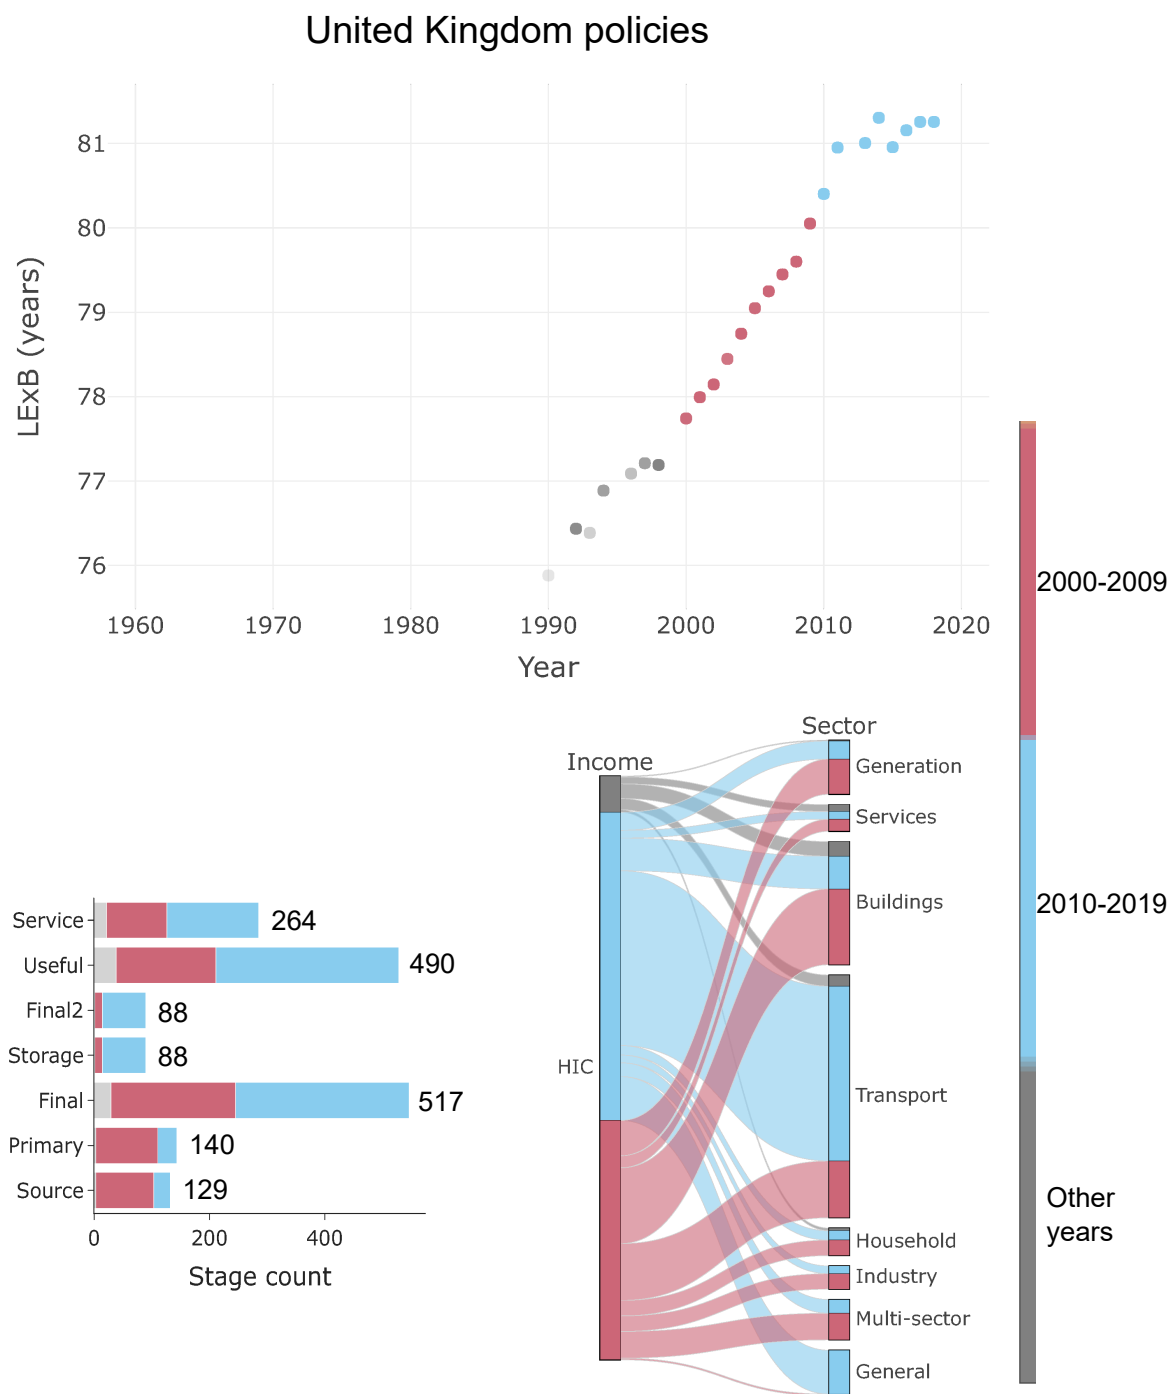 United Kingdom policies
LExB (years)
81
80
79
78
77
76
1960 1970 1980 1990 2000 2010 2020
Year
2000-2009
2010-2019
Other
years
Service 264
Useful 490
Final2 88
Storage 88
Final 517
Primary 140
Source 129
0 200 400
Stage count
Income
HIC
Sector
Generation
Services
Buildings
Transport
Household
Industry
Multi-sector
General